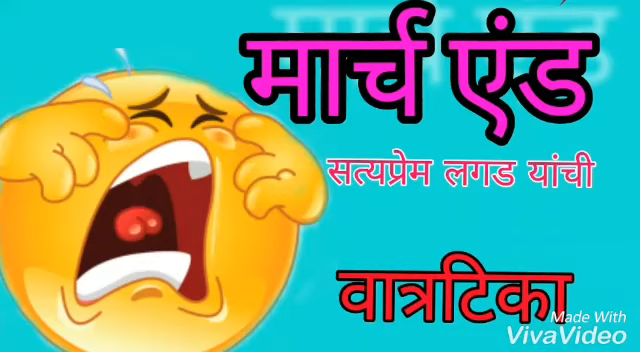 मार्च एंड
सत्यप्रेम लगड यांची
वात्रटिका
Made With
VivaVideo